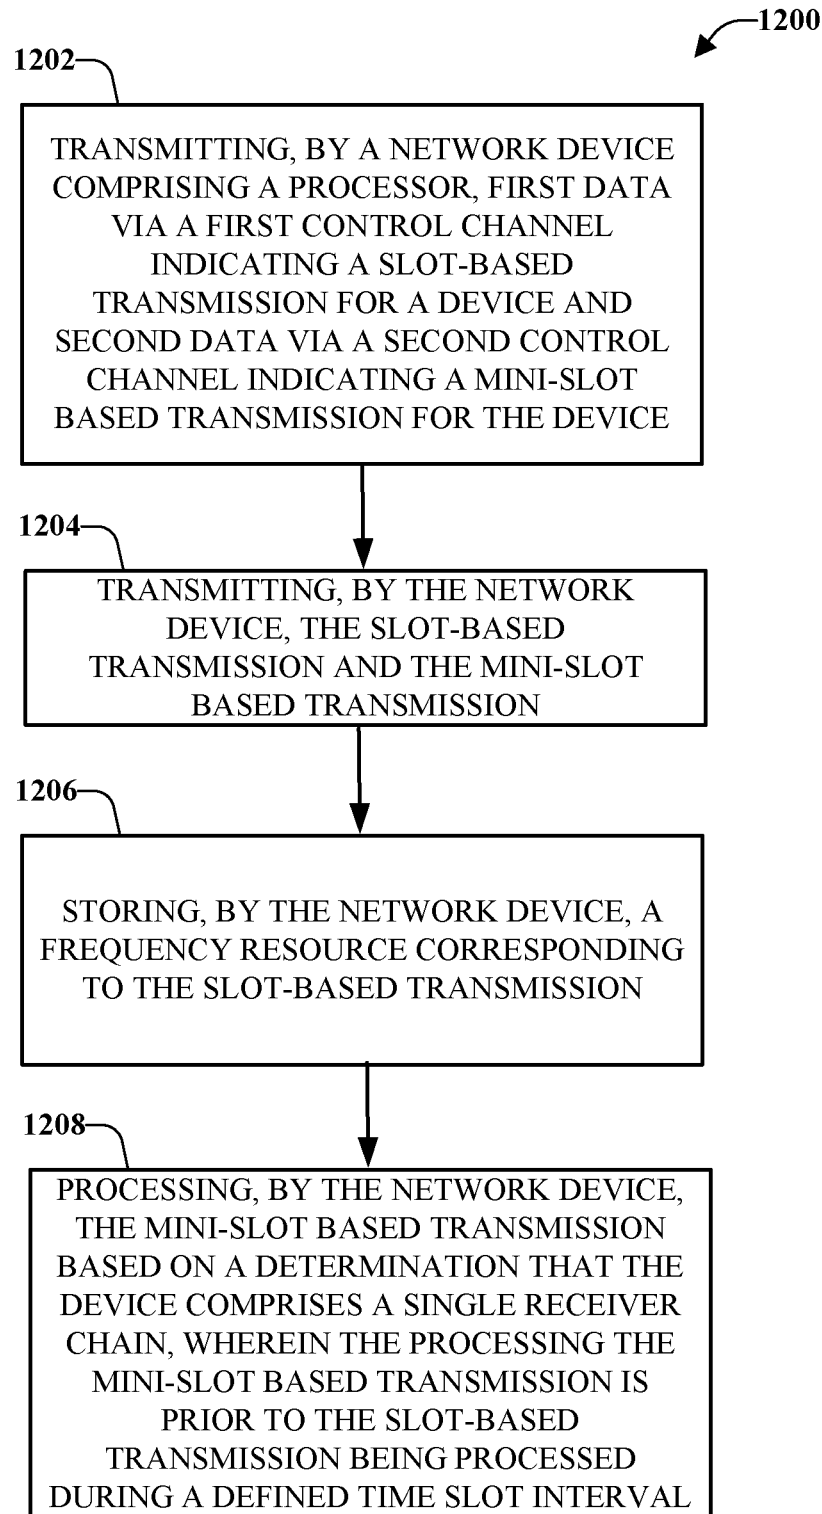 1200
1202
TRANSMITTING, BY A NETWORK DEVICE
COMPRISING A PROCESSOR, FIRST DATA
VIA A FIRST CONTROL CHANNEL
INDICATING A SLOT-BASED
TRANSMISSION FOR A DEVICE AND
SECOND DATA VIA A SECOND CONTROL
CHANNEL INDICATING A MINI-SLOT
BASED TRANSMISSION FOR THE DEVICE
1204
TRANSMITTING, BY THE NETWORK
DEVICE, THE SLOT-BASED
TRANSMISSION AND THE MINI-SLOT
BASED TRANSMISSION
1206
STORING, BY THE NETWORK DEVICE, A
FREQUENCY RESOURCE CORRESPONDING
TO THE SLOT-BASED TRANSMISSION
1208
PROCESSING, BY THE NETWORK DEVICE,
THE MINI-SLOT BASED TRANSMISSION
BASED ON A DETERMINATION THAT THE
DEVICE COMPRISES A SINGLE RECEIVER
CHAIN, WHEREIN THE PROCESSING THE
MINI-SLOT BASED TRANSMISSION IS
PRIOR TO THE SLOT-BASED
TRANSMISSION BEING PROCESSED
DURING A DEFINED TIME SLOT INTERVAL